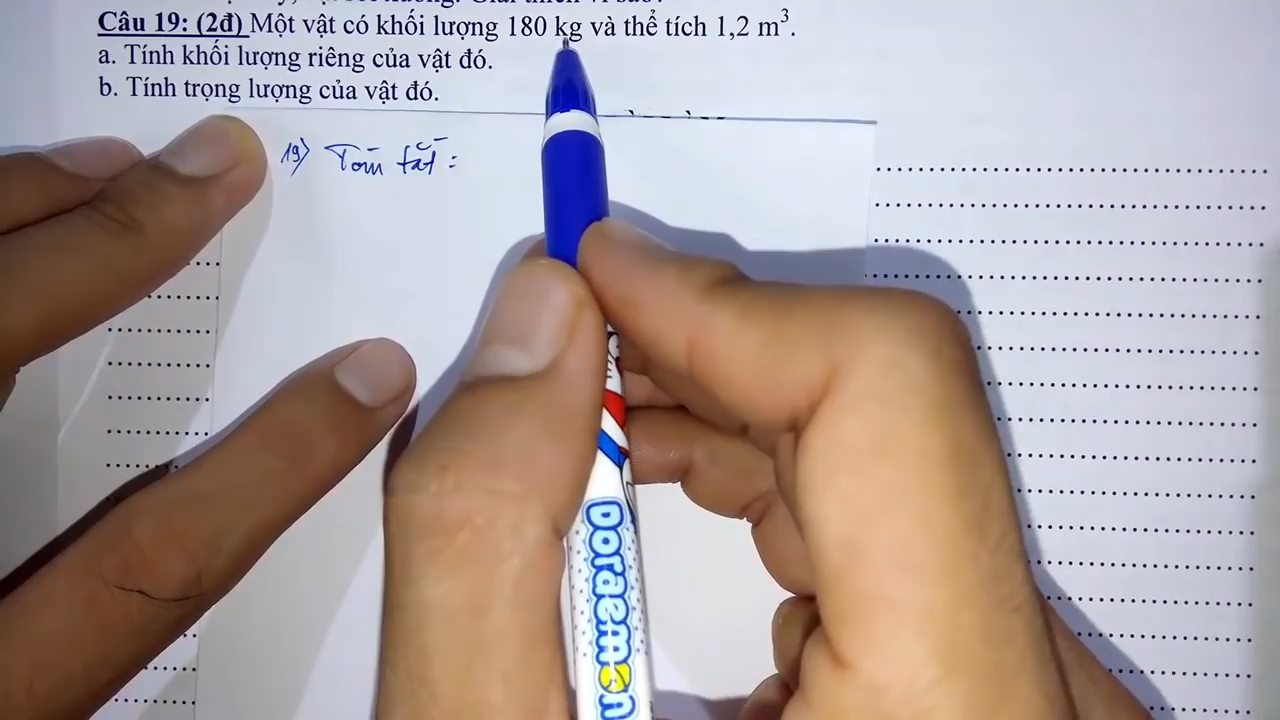 Câu 19: (2đ) Một vật có khối lượng 180 kg và thể tích 1,2 m³.
a. Tính khối lượng riêng của vật đó.
b. Tính trọng lượng của vật đó.
19) Tóm tắt :
Doraemon